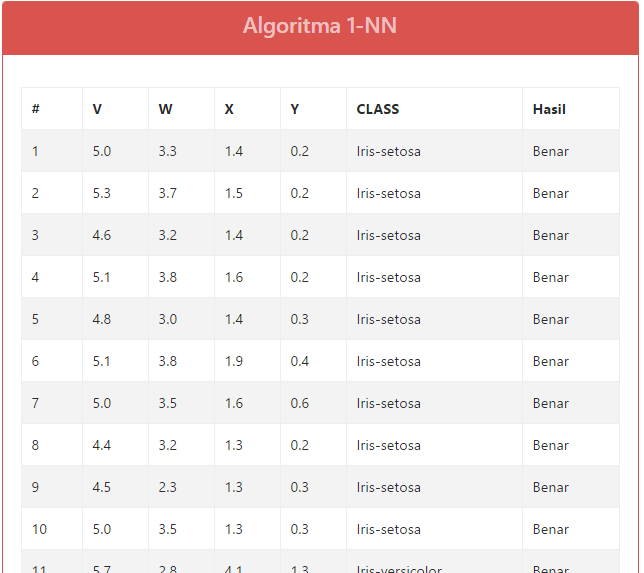 Algoritma 1-NN
# V W X Y CLASS Hasil
1 5.0 3.3 1.4 0.2 Iris-setosa Benar
2 5.3 3.7 1.5 0.2 Iris-setosa Benar
3 4.6 3.2 1.4 0.2 Iris-setosa Benar
4 5.1 3.8 1.6 0.2 Iris-setosa Benar
5 4.8 3.0 1.4 0.3 Iris-setosa Benar
6 5.1 3.8 1.9 0.4 Iris-setosa Benar
7 5.0 3.5 1.6 0.6 Iris-setosa Benar
8 4.4 3.2 1.3 0.2 Iris-setosa Benar
9 4.5 2.3 1.3 0.3 Iris-setosa Benar
10 5.0 3.5 1.3 0.3 Iris-setosa Benar
11 5.7 2.8 4.1 1.3 Iris-versicolor Benar